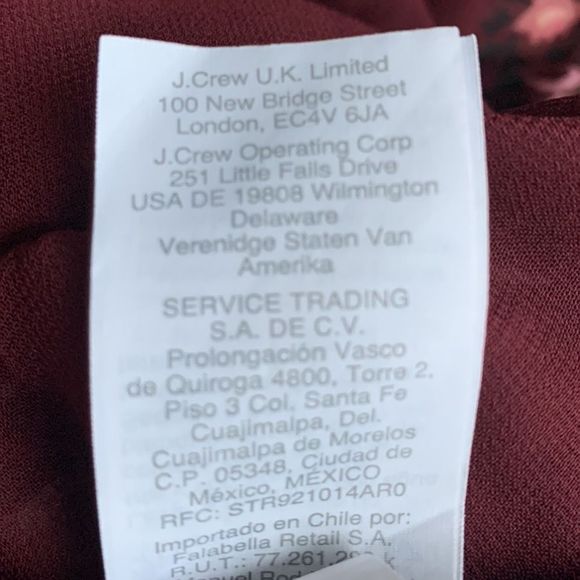 J.Crew U.K. Limited
100 New Bridge Street
London, EC4V 6JA
J.Crew Operating Corp
251 Little Falls Drive
USA DE 19808 Wilmington
Delaware
Verenidge Staten Van
Amerika
SERVICE TRADING
S.A. DE C.V.
Prolongación Vasco
de Quiroga 4800, Torre 2,
Piso 3 Col. Santa Fe
Cuajimalpa, Del.
Cuajimalpa de Morelos
C.P. 05348, Ciudad de
México, MÉXICO
RFC: STR921014AR0
Importado en Chile por:
Falabella Retail S.A.
R.U.T.: 77.261.